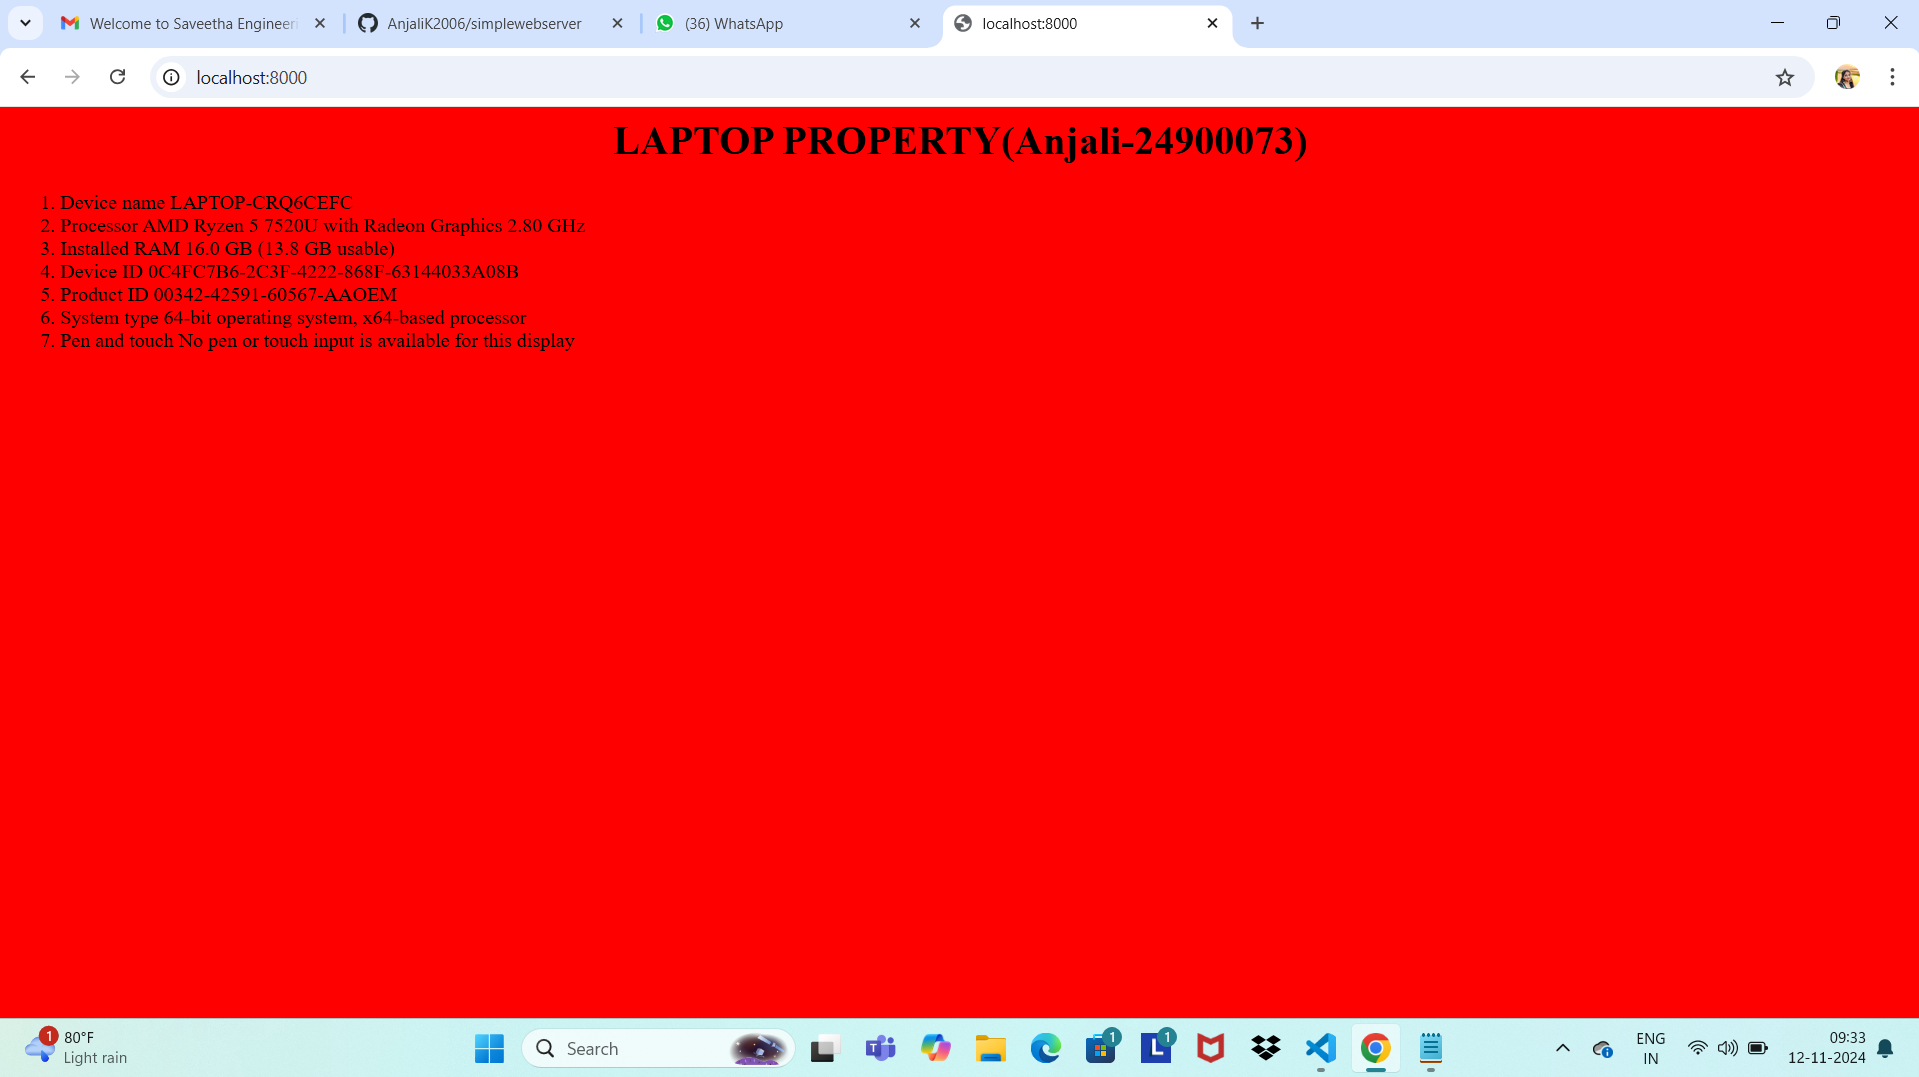 Welcome to Saveetha Engineeri
AnjaliK2006/simplewebserver
(36) WhatsApp
localhost:8000
localhost:8000
LAPTOP PROPERTY(Anjali-24900073)
1. Device name LAPTOP-CRQ6CEFC
2. Processor AMD Ryzen 5 7520U with Radeon Graphics 2.80 GHz
3. Installed RAM 16.0 GB (13.8 GB usable)
4. Device ID 0C4FC7B6-2C3F-4222-868F-63144033A08B
5. Product ID 00342-42591-60567-AAOEM
6. System type 64-bit operating system, x64-based processor
7. Pen and touch No pen or touch input is available for this display
1
80°F
Light rain
Search
1
1
ENG
IN
09:33
12-11-2024